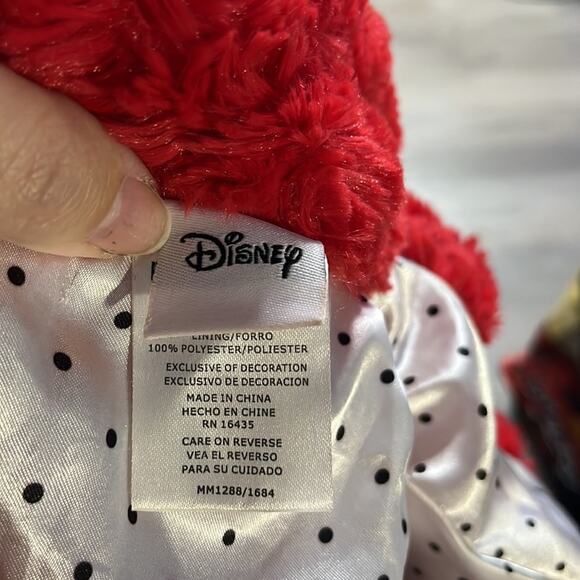 Disney
LINING/FORRO
100% POLYESTER/POLIESTER
EXCLUSIVE OF DECORATION
EXCLUSIVO DE DECORACION
MADE IN CHINA
HECHO EN CHINE
RN 16435
CARE ON REVERSE
VEA EL REVERSO
PARA SU CUIDADO
MM1288/1684